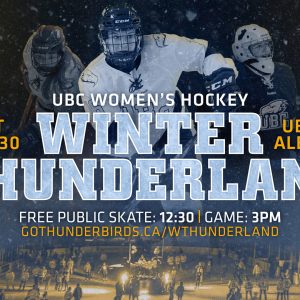 UBC WOMEN'S HOCKEY
WINTER
HUNDERLAN
FREE PUBLIC SKATE: 12:30 | GAME: 3PM
GOTHUNDERBIRDS.CA/WTHUNDERLAND